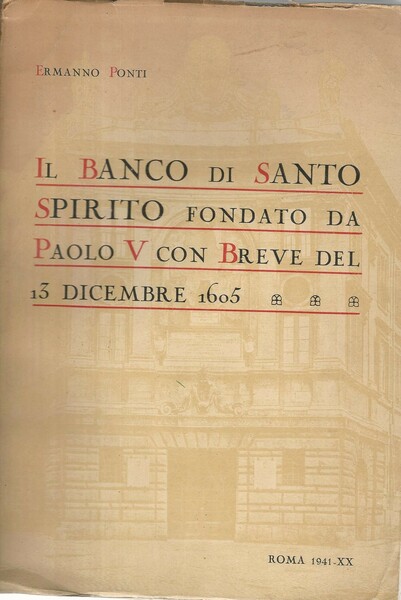 Ermanno Ponti
Il Banco di Santo
Spirito fondato da
Paolo V con Breve del
13 dicembre 1605
ROMA 1941-XX